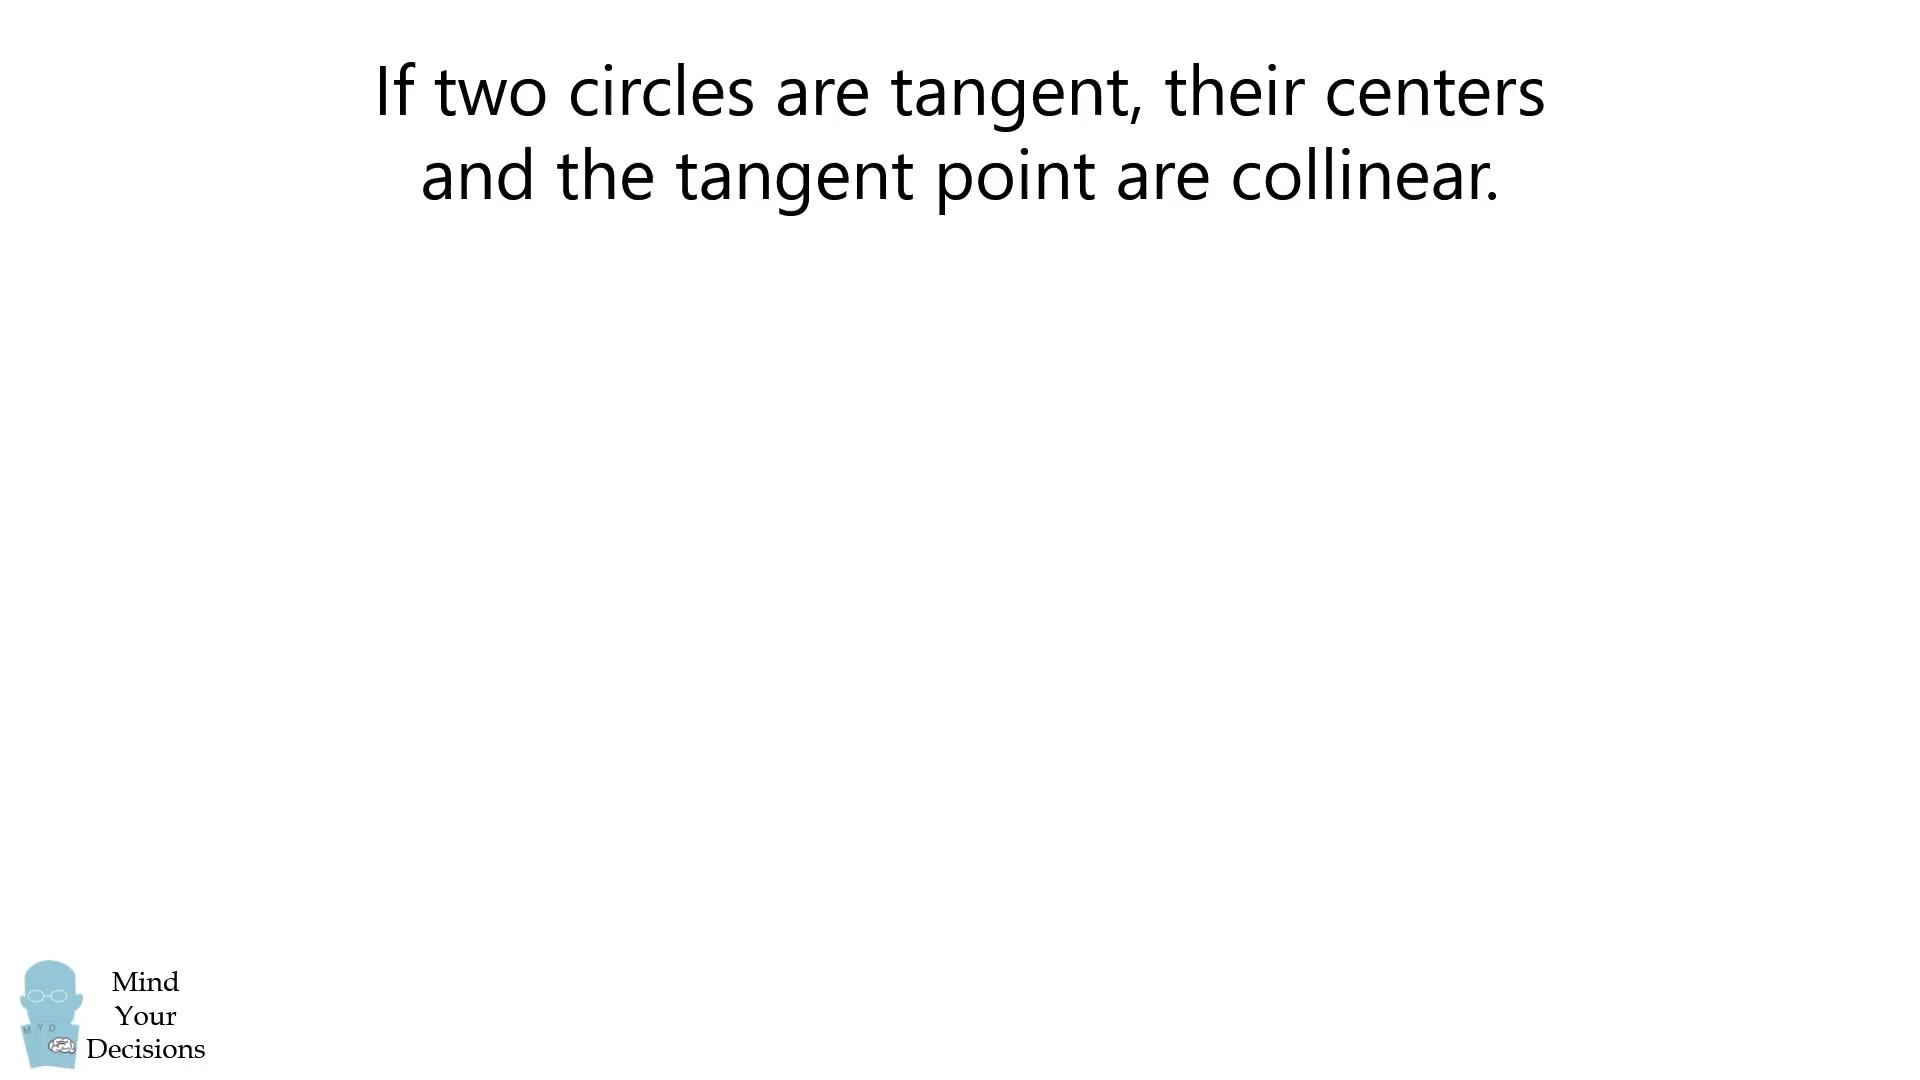 If two circles are tangent, their centers
and the tangent point are collinear.
M Y D
Mind
Your
Decisions